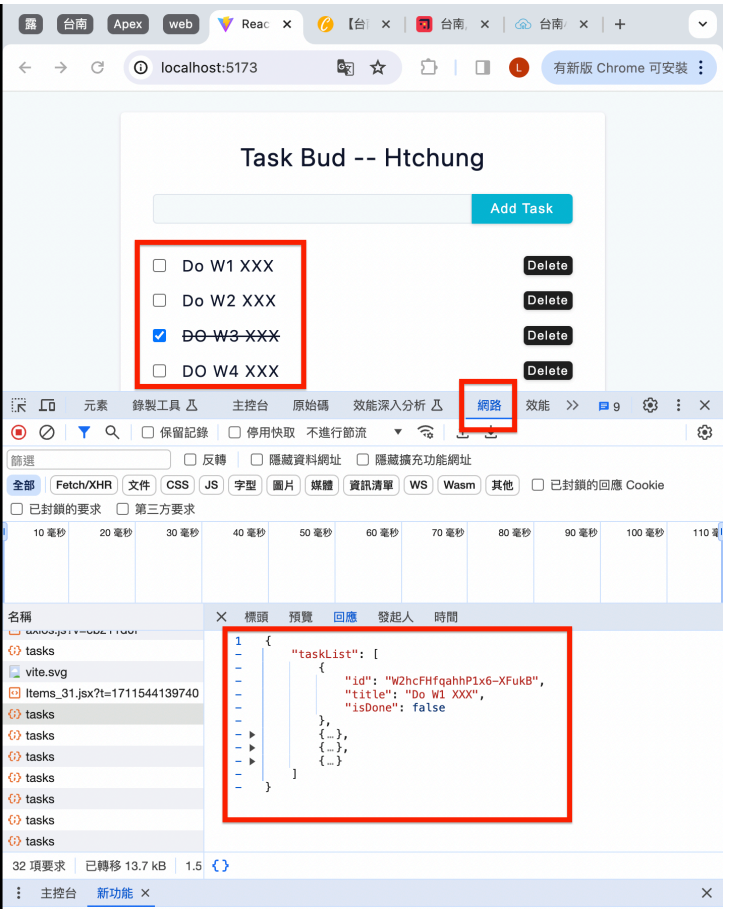 露 台南 Apex web Reac × 【台 × 台南, × 台南 × +
localhost:5173 L 有新版 Chrome 可安裝
Task Bud -- Htchung
Add Task
Do W1 XXX Delete
Do W2 XXX Delete
DO W3 XXX Delete
DO W4 XXX Delete
元素 錄製工具 主控台 原始碼 效能深入分析 網路 效能 >> 9
保留記錄 停用快取 不進行節流
篩選 反轉 隱藏資料網址 隱藏擴充功能網址
全部 Fetch/XHR 文件 CSS JS 字型 圖片 媒體 資訊清單 WS Wasm 其他 已封鎖的回應 Cookie
已封鎖的要求 第三方要求
10 毫秒 20 毫秒 30 毫秒 40 毫秒 50 毫秒 60 毫秒 70 毫秒 80 毫秒 90 毫秒 100 毫秒 110 毫
名稱 × 標頭 預覽 回應 發起人 時間
tasks
vite.svg
Items_31.jsx?t=1711544139740
tasks
tasks
tasks
tasks
tasks
tasks
tasks
1 {
- "taskList": [
- {
- "id": "W2hcFHfqahhP1x6-XFukB",
- "title": "Do W1 XXX",
- "isDone": false
- },
- {…},
- {…},
- {…}
- ]
- }
32 項要求 已轉移 13.7 kB 1.5 {}
主控台 新功能 × ×